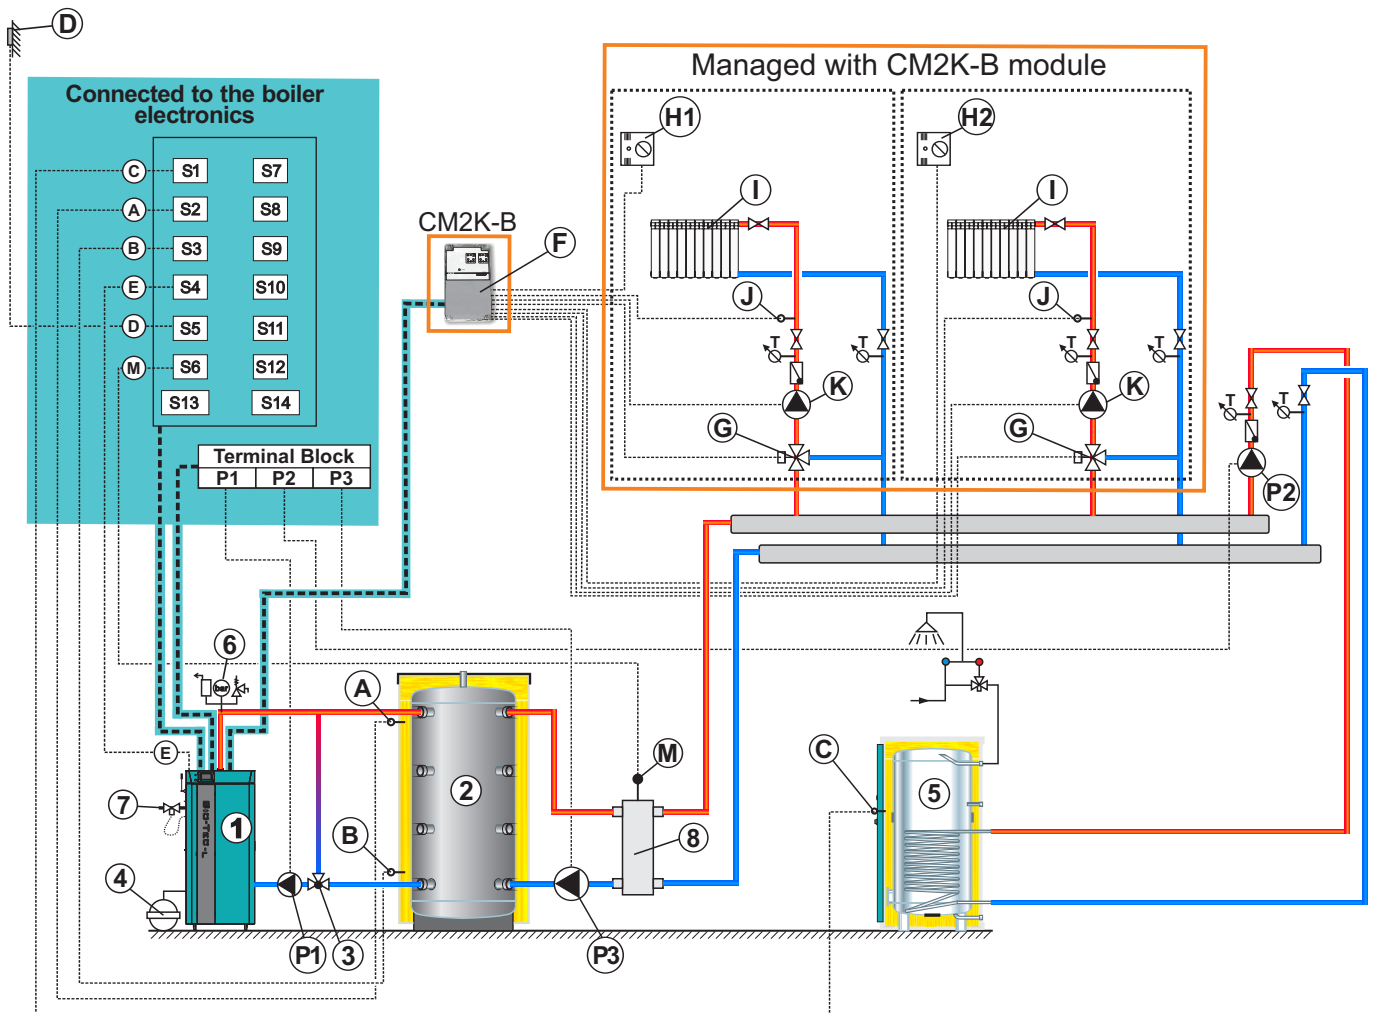 D
Connected to the boiler
electronics
C S1 S7
A S2 S8
B S3 S9
E S4 S10
D S5 S11
M S6 S12
S13 S14
Terminal Block
P1 P2 P3
CM2K-B
F
Managed with CM2K-B module
H1 H2
I I
J J
T T T T
K K
G G
T T
P2
6
bar
A
E
M
C
7
BIO-TEC-L
1
2
5
B
8
4
P1 3 P3